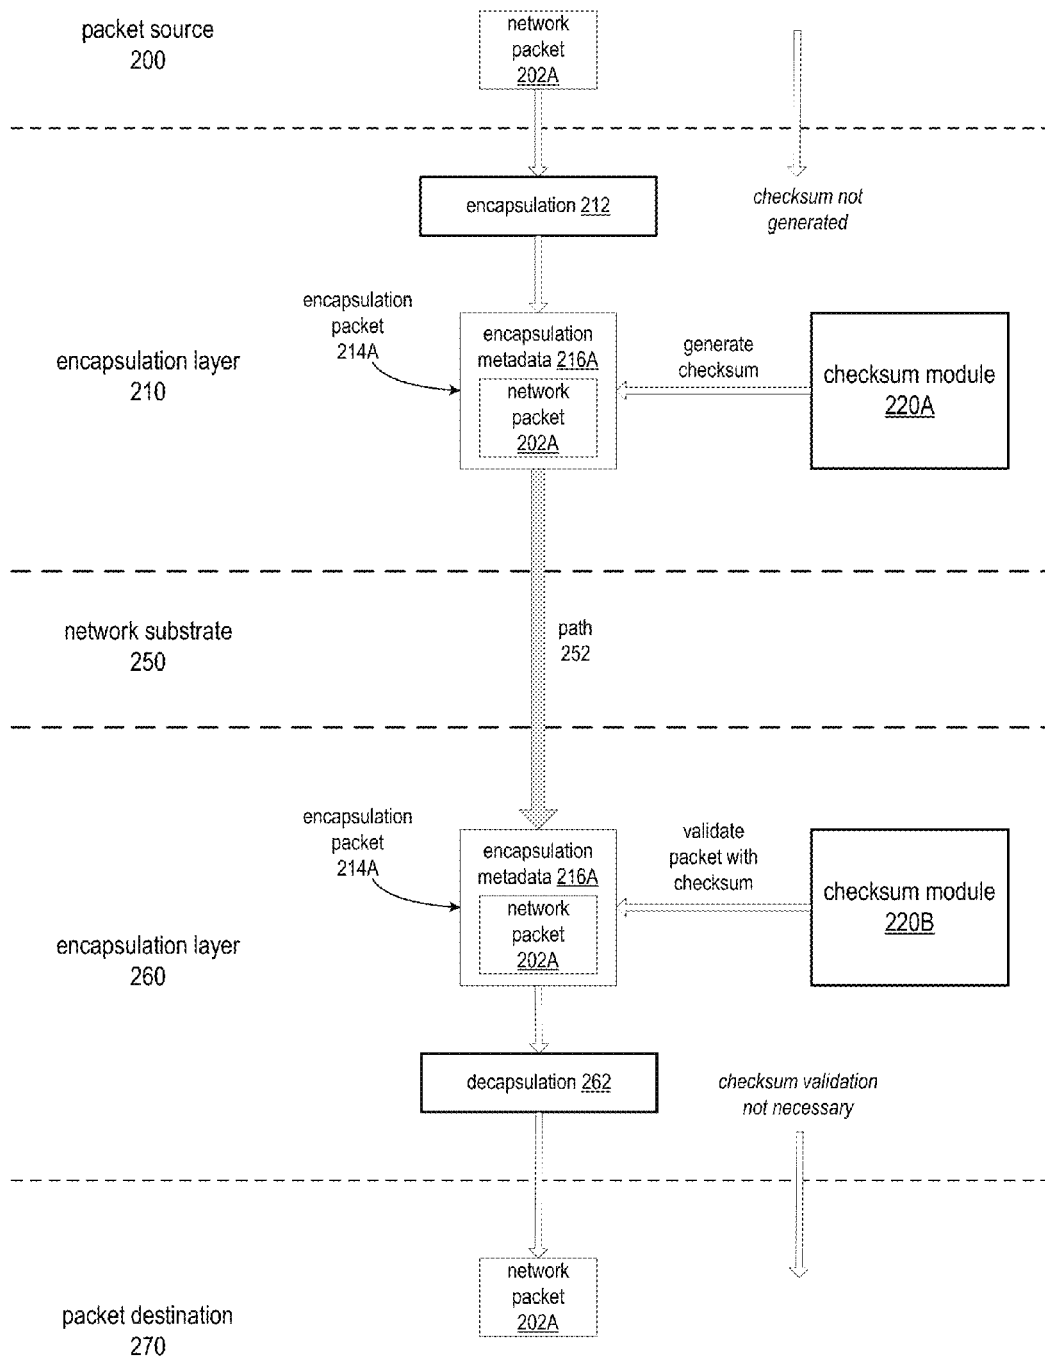 packet source
200
network
packet
202A
encapsulation 212
checksum not
generated
encapsulation
packet
214A
encapsulation layer
210
encapsulation
metadata 216A
network
packet
202A
generate
checksum
checksum module
220A
network substrate
250
path
252
encapsulation
packet
214A
encapsulation layer
260
encapsulation
metadata 216A
network
packet
202A
validate
packet with
checksum
checksum module
220B
decapsulation 262
checksum validation
not necessary
packet destination
270
network
packet
202A